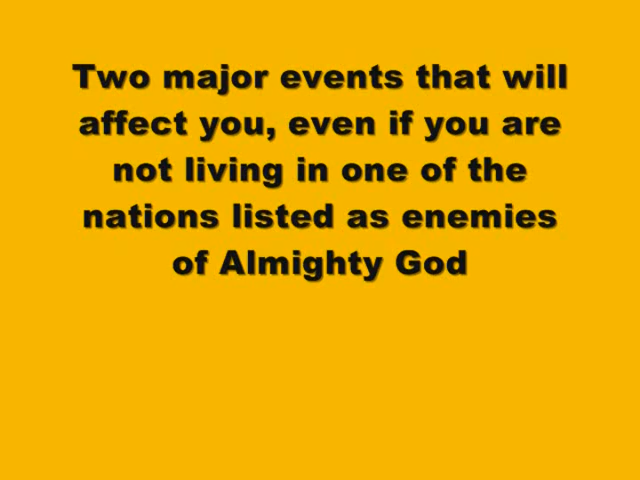 Two major events that will
affect you, even if you are
not living in one of the
nations listed as enemies
of Almighty God